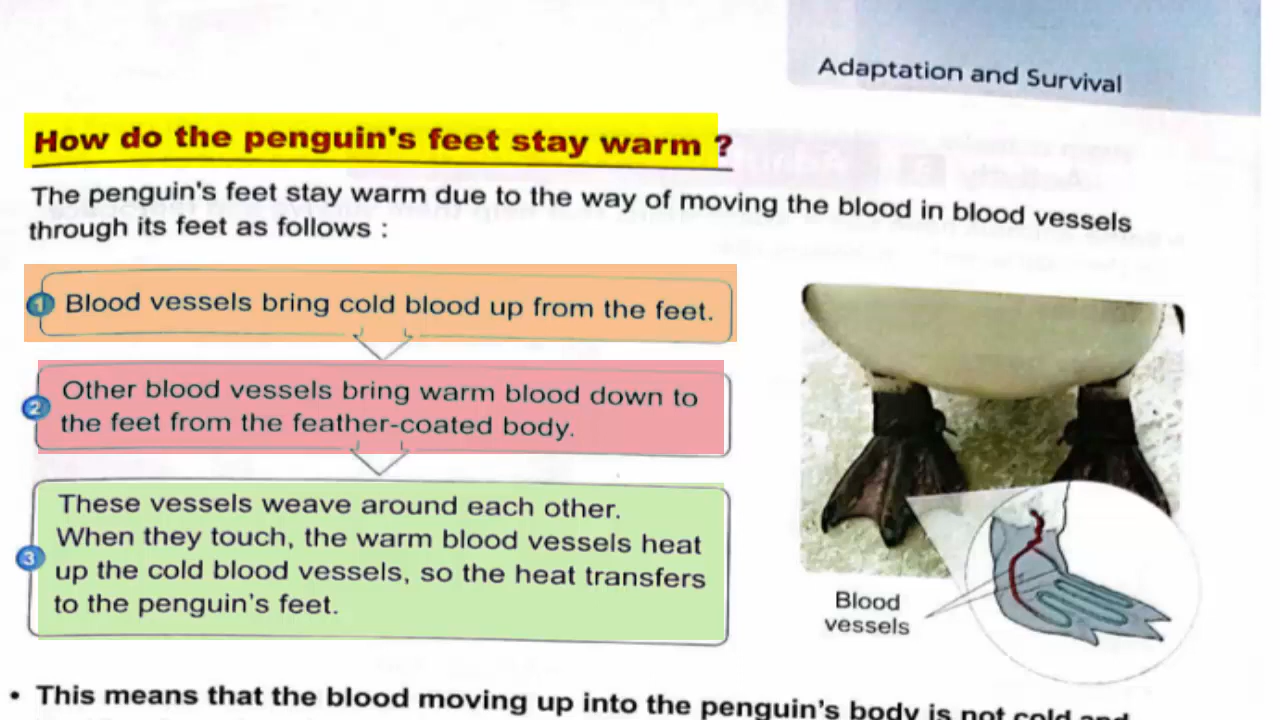 Adaptation and Survival
How do the penguin's feet stay warm ?
The penguin's feet stay warm due to the way of moving the blood in blood vessels
through its feet as follows :
1 Blood vessels bring cold blood up from the feet.
2 Other blood vessels bring warm blood down to
the feet from the feather-coated body.
3 These vessels weave around each other.
When they touch, the warm blood vessels heat
up the cold blood vessels, so the heat transfers
to the penguin's feet.
Blood
vessels
• This means that the blood moving up into the penguin's body is not cold and